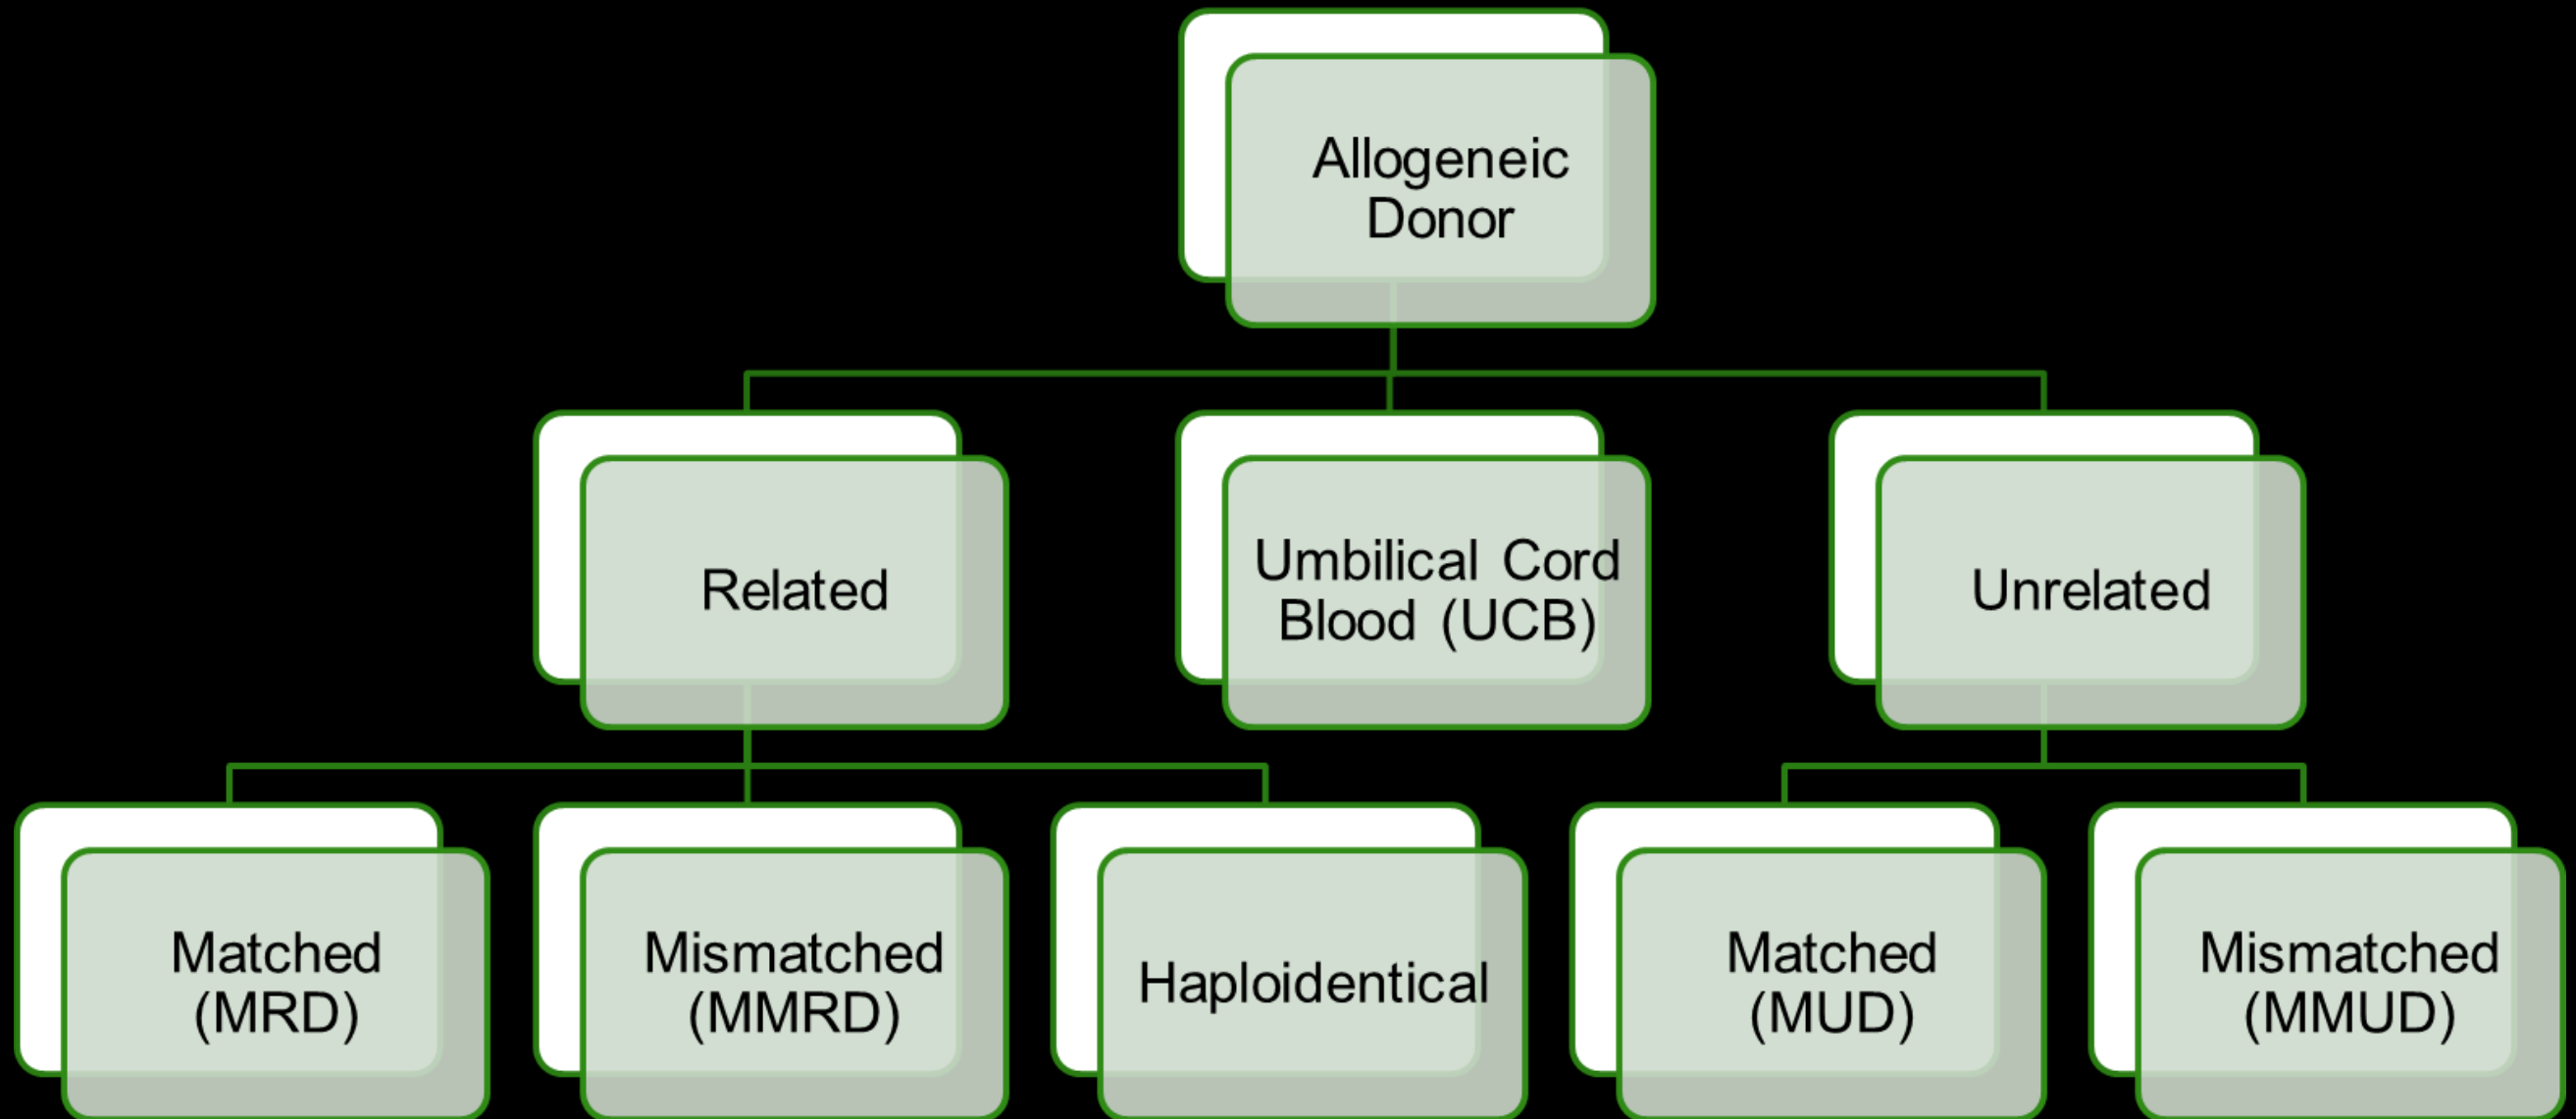 Allogeneic
Donor
Related
Umbilical Cord
Blood (UCB)
Unrelated
Matched
(MRD)
Mismatched
(MMRD)
Haploidentical
Matched
(MUD)
Mismatched
(MMUD)